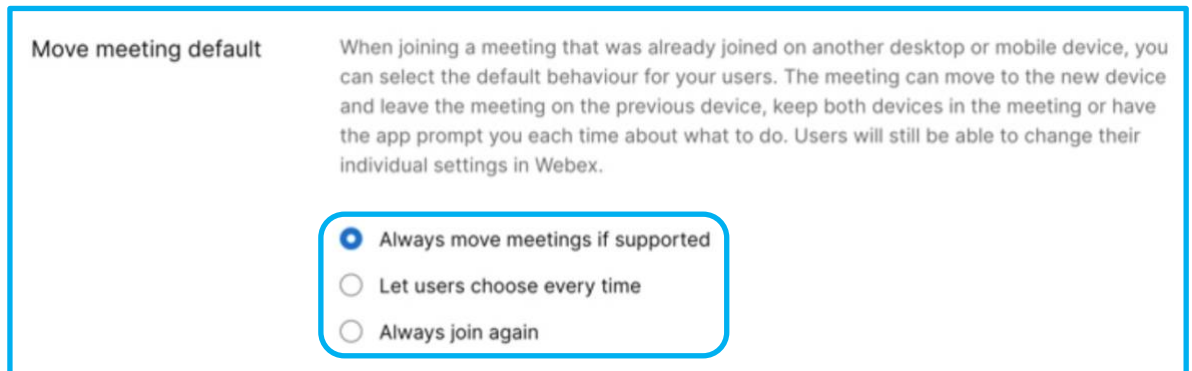 Move meeting default
When joining a meeting that was already joined on another desktop or mobile device, you
can select the default behaviour for your users. The meeting can move to the new device
and leave the meeting on the previous device, keep both devices in the meeting or have
the app prompt you each time about what to do. Users will still be able to change their
individual settings in Webex.
Always move meetings if supported
Let users choose every time
Always join again